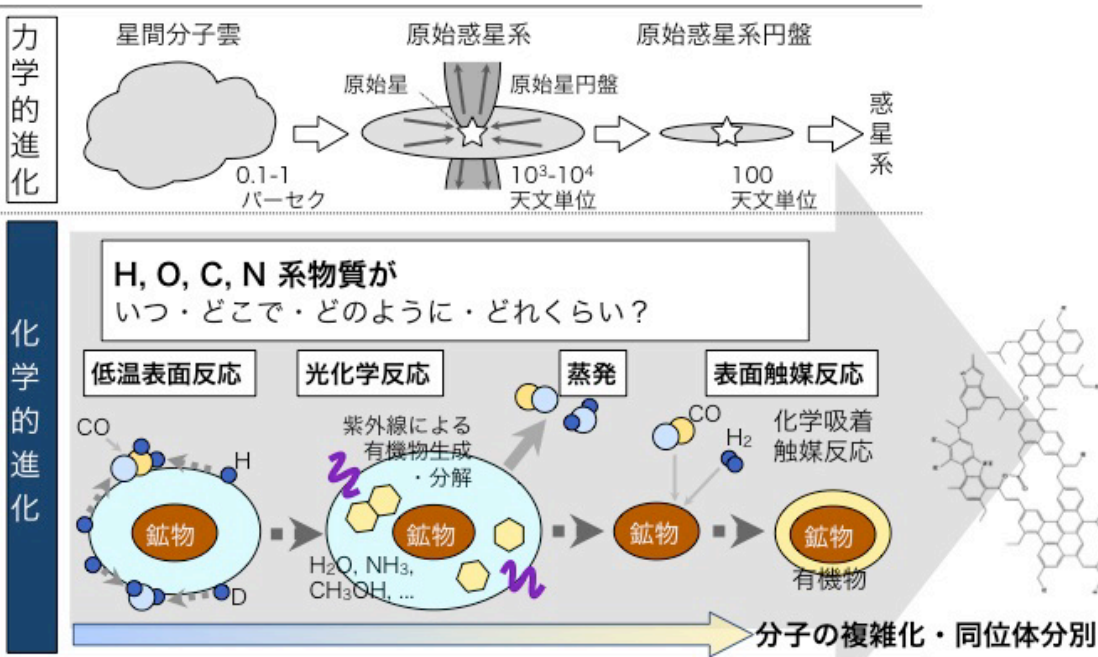 力学的進化
星間分子雲
原始惑星系
原始惑星系円盤
原始星
原始星円盤
惑星系
0.1-1
パーセク
10³-10⁴
天文単位
100
天文単位
化学的進化
H, O, C, N 系物質が
いつ・どこで・どのように・どれくらい？
低温表面反応
光化学反応
蒸発
表面触媒反応
CO
H
D
鉱物
紫外線による
有機物生成
・分解
鉱物
H₂O, NH₃,
CH₃OH, ...
CO
H₂
鉱物
化学吸着
触媒反応
鉱物
有機物
分子の複雑化・同位体分別